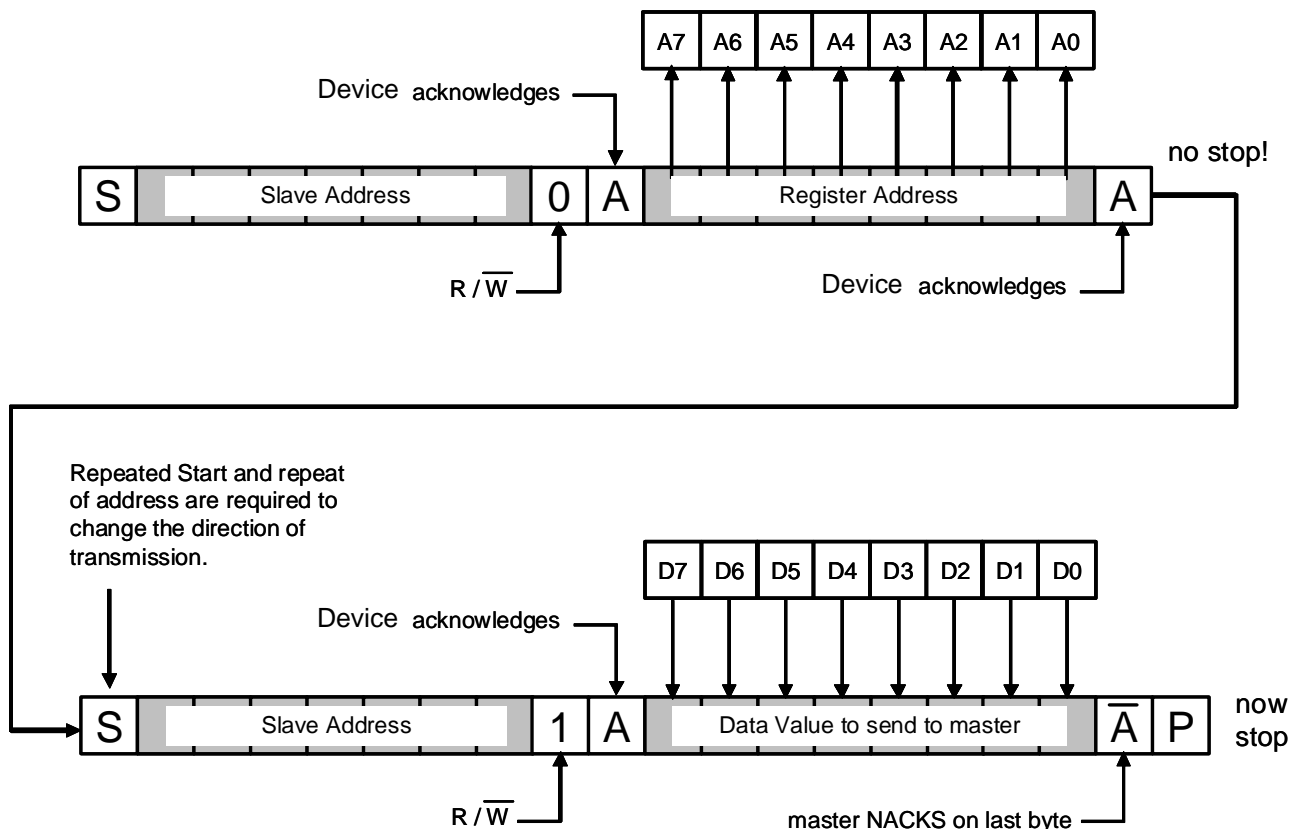 A7 A6 A5 A4 A3 A2 A1 A0
Device acknowledges
no stop!
S Slave Address 0 A Register Address A
R / W̅
Device acknowledges
Repeated Start and repeat
of address are required to
change the direction of
transmission.
D7 D6 D5 D4 D3 D2 D1 D0
Device acknowledges
S Slave Address 1 A Data Value to send to master A̅ P
now
stop
R / W̅
master NACKS on last byte